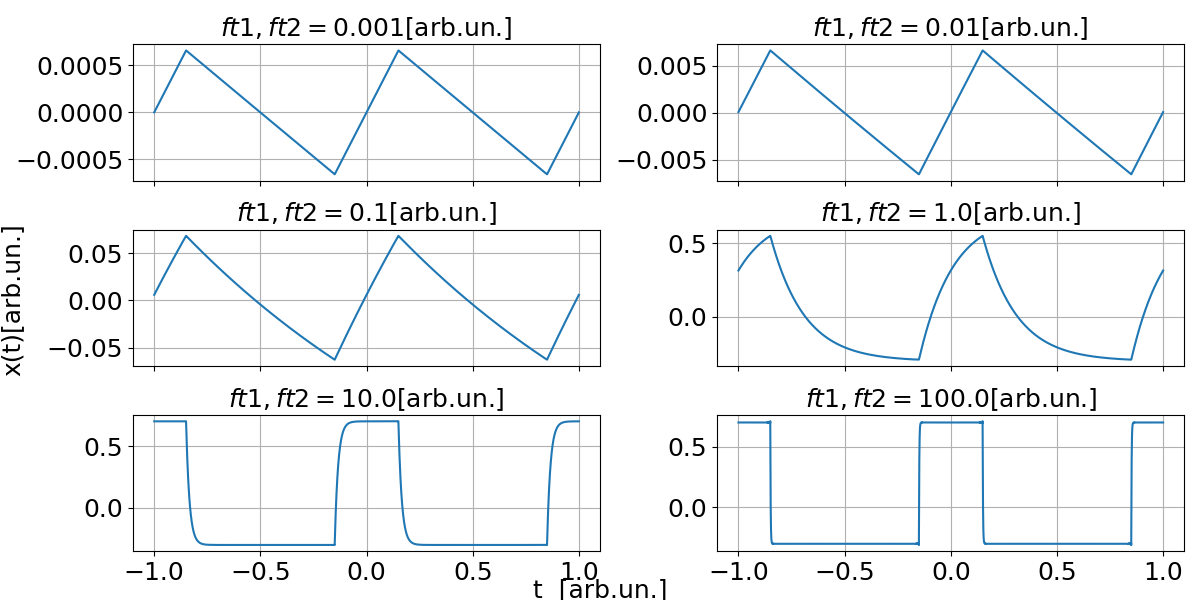 ft1, ft2 = 0.001[arb.un.]
ft1, ft2 = 0.01[arb.un.]
0.0005
0.0000
−0.0005
0.005
0.000
−0.005
ft1, ft2 = 0.1[arb.un.]
ft1, ft2 = 1.0[arb.un.]
0.05
0.00
−0.05
0.5
0.0
x(t)[arb.un.]
ft1, ft2 = 10.0[arb.un.]
ft1, ft2 = 100.0[arb.un.]
0.5
0.0
0.5
0.0
−1.0 −0.5 0.0 0.5 1.0
−1.0 −0.5 0.0 0.5 1.0
t [arb.un.]